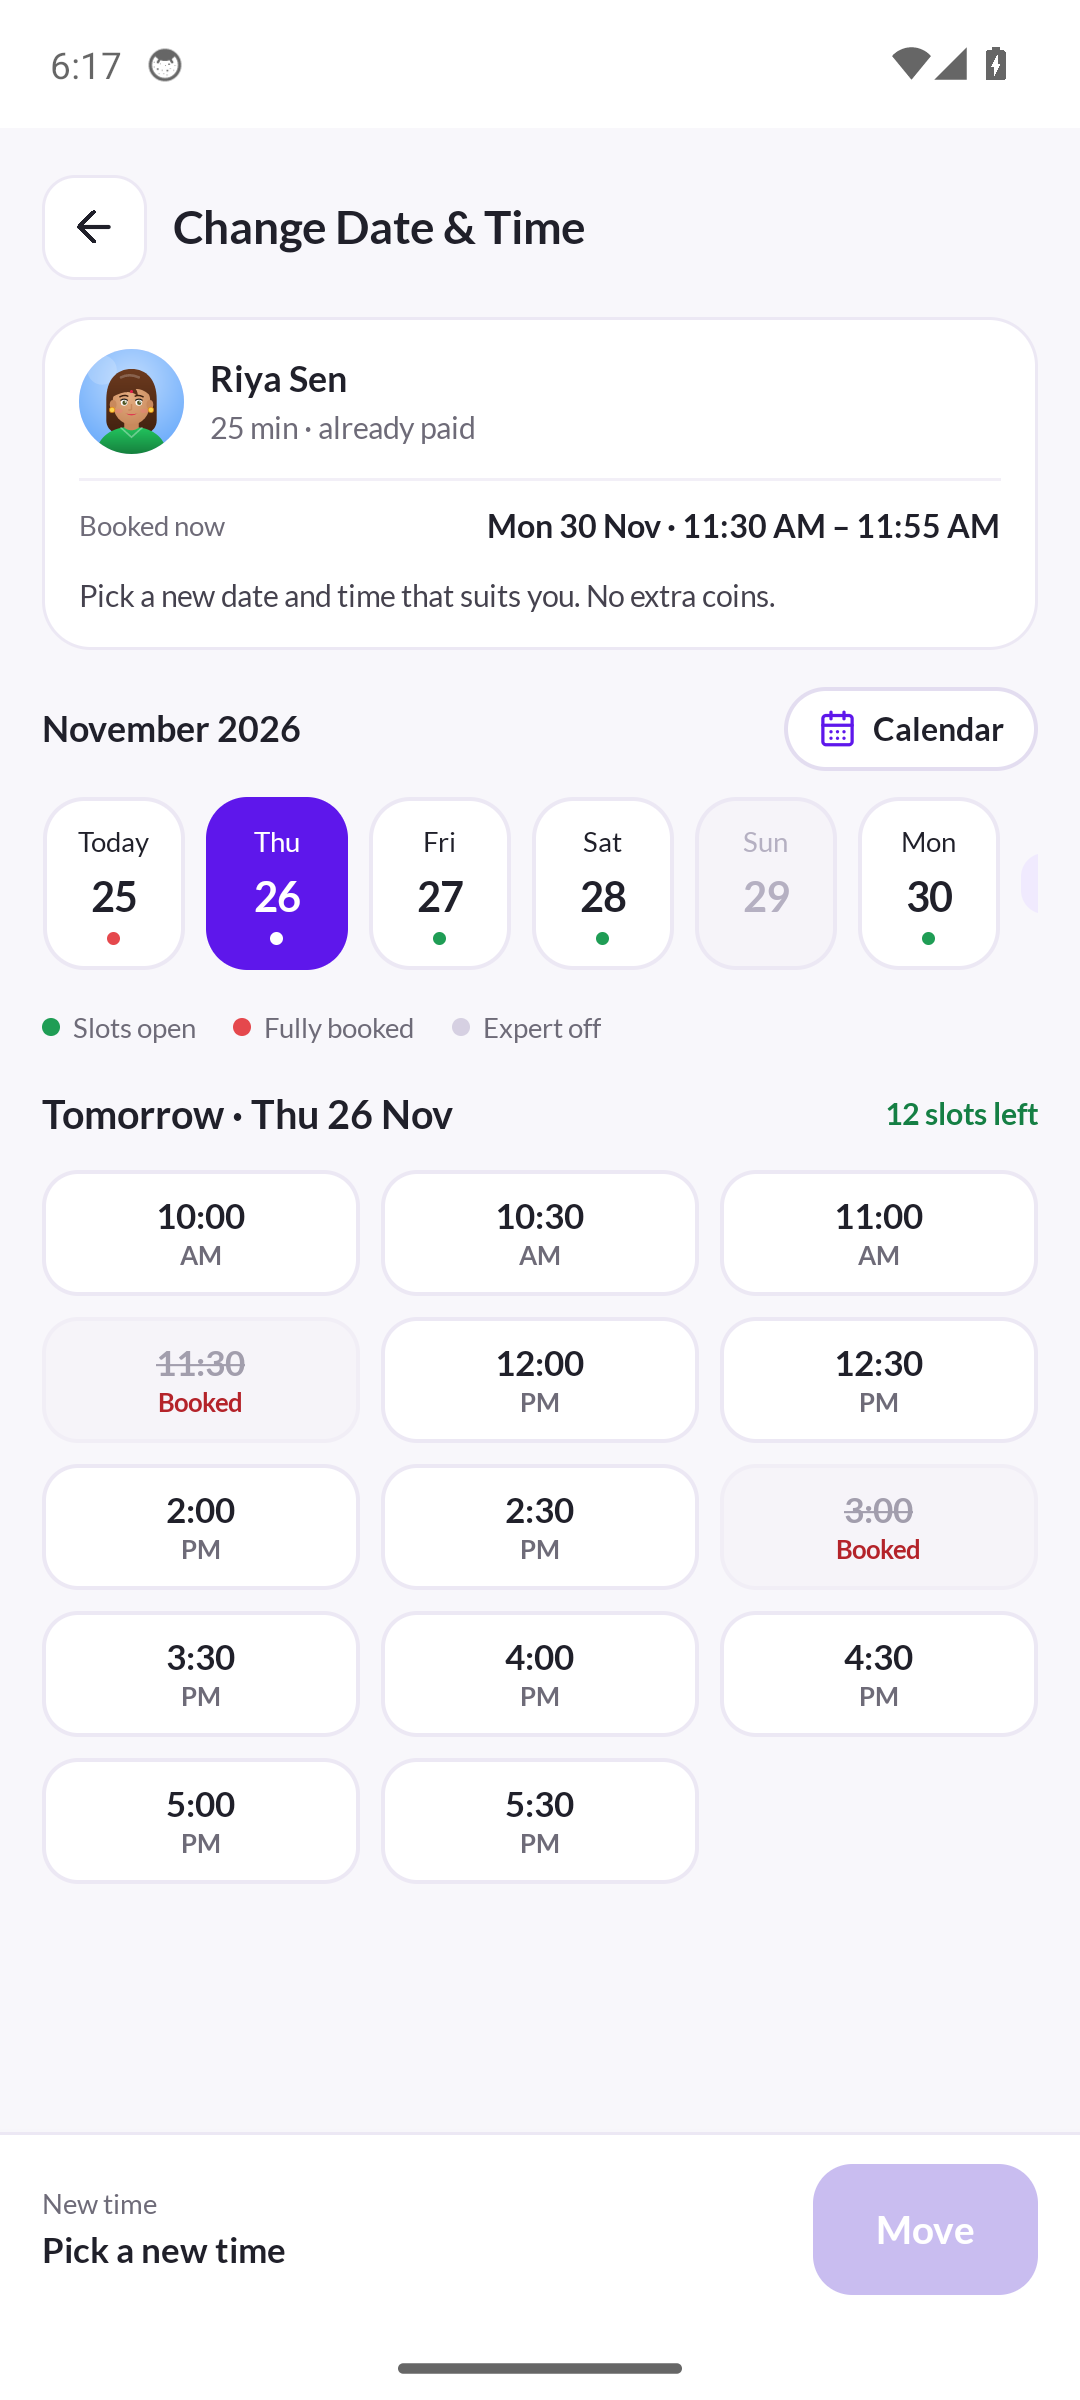 6:17
Change Date & Time
Riya Sen
25 min · already paid
Booked now
Mon 30 Nov · 11:30 AM – 11:55 AM
Pick a new date and time that suits you. No extra coins.
November 2026
Calendar
Today Thu Fri Sat Sun Mon
25 26 27 28 29 30
Slots open Fully booked Expert off
Tomorrow · Thu 26 Nov
12 slots left
10:00 10:30 11:00
AM AM AM
11:30 12:00 12:30
Booked PM PM
2:00 2:30 3:00
PM PM Booked
3:30 4:00 4:30
PM PM PM
5:00 5:30
PM PM
New time
Pick a new time
Move